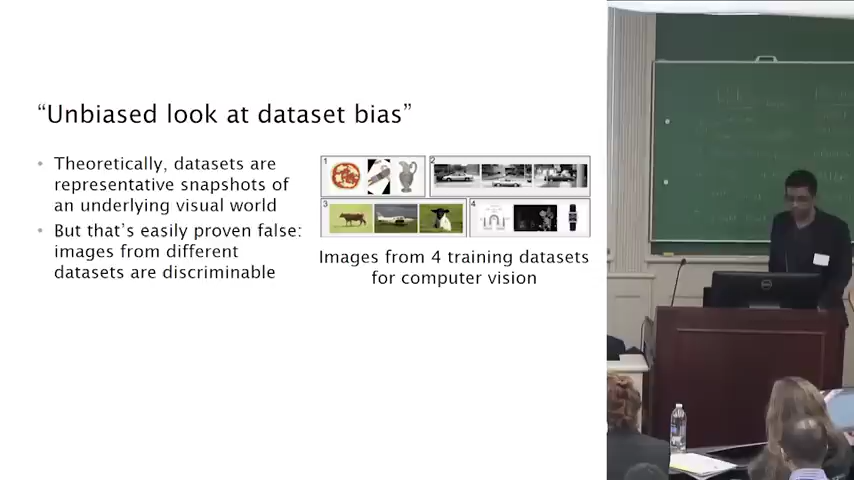 “Unbiased look at dataset bias”
• Theoretically, datasets are
representative snapshots of
an underlying visual world
• But that’s easily proven false:
images from different
datasets are discriminable
1
2
3
4
Images from 4 training datasets
for computer vision
DELL